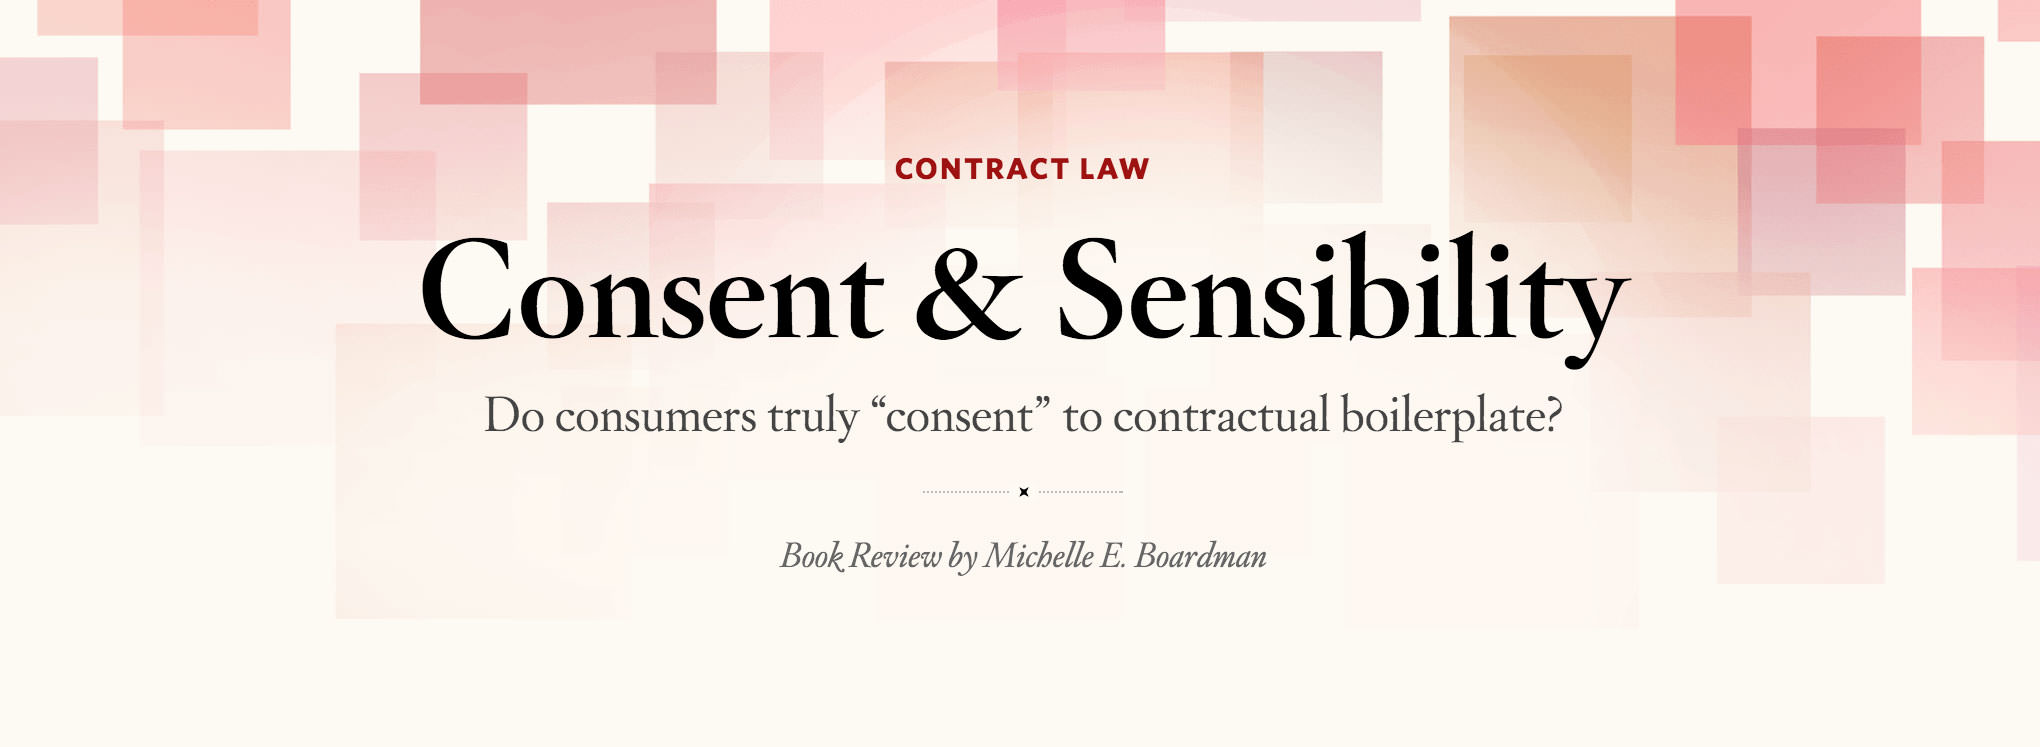 CONTRACT LAW
Consent & Sensibility
Do consumers truly “consent” to contractual boilerplate?
Book Review by Michelle E. Boardman